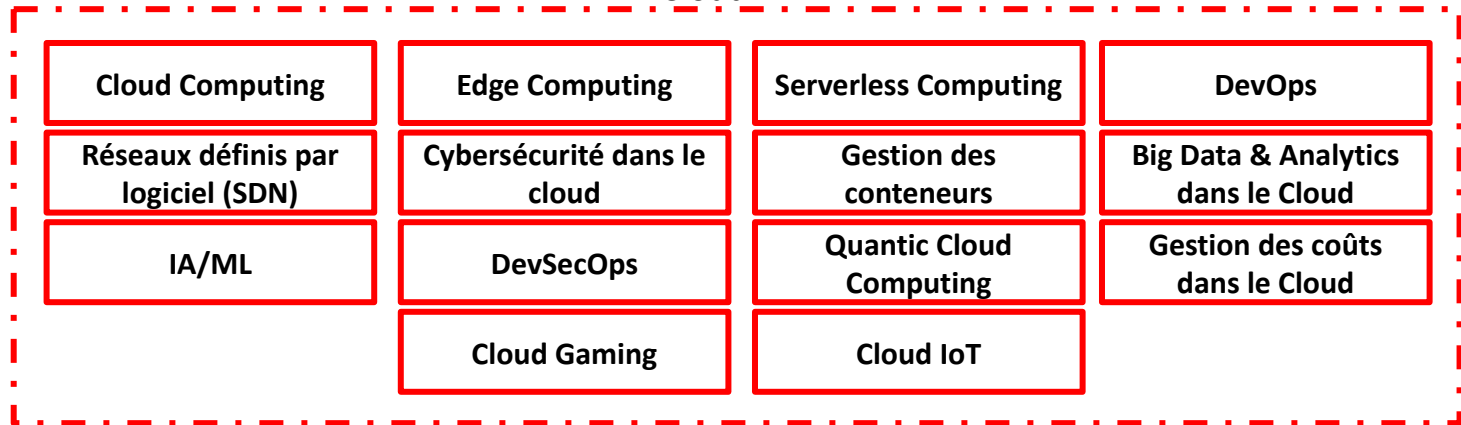 Cloud Computing
Edge Computing
Serverless Computing
DevOps
Réseaux définis par
logiciel (SDN)
Cybersécurité dans le
cloud
Gestion des
conteneurs
Big Data & Analytics
dans le Cloud
IA/ML
DevSecOps
Quantic Cloud
Computing
Gestion des coûts
dans le Cloud
Cloud Gaming
Cloud IoT